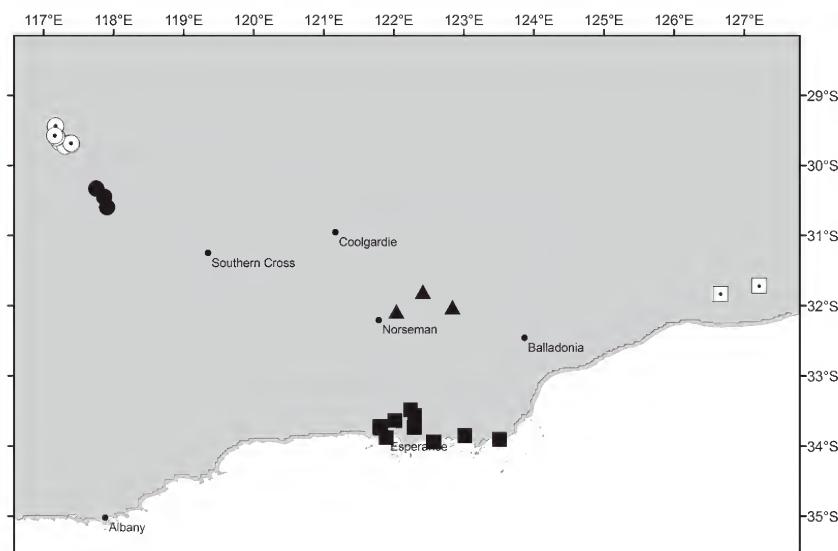 117°E 118°E 119°E 120°E 121°E 122°E 123°E 124°E 125°E 126°E 127°E
29°S
30°S
31°S
Coolgardie
Southern Cross
32°S
Norseman
Balladonia
33°S
34°S
Esperance
35°S
Albany